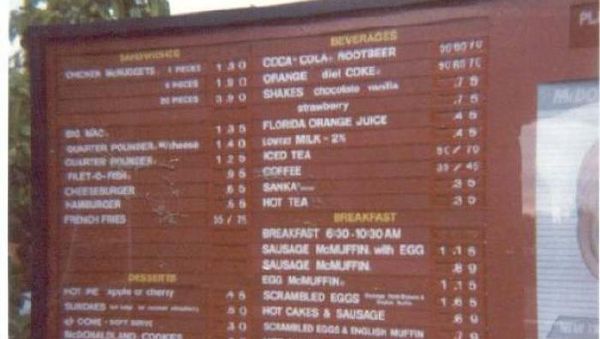 SANDWICHES
CHICKEN McNUGGETS 6 PIECES 1.30
9 PIECES 1.90
20 PIECES 3.90
BIG MAC 1.35
QUARTER POUNDER w/cheese 1.40
QUARTER POUNDER 1.25
FILET-O-FISH .95
CHEESEBURGER .65
HAMBURGER .55
FRENCH FRIES
DESSERTS
HOT PIE apple or cherry .45
SUNDAES
CONE - SOFT SERVE .30
McDONALDLAND COOKIES
BEVERAGES
COCA-COLA ROOTBEER
ORANGE diet COKE
SHAKES chocolate vanilla .75
strawberry .75
FLORIDA ORANGE JUICE
LOWFAT MILK - 2%
ICED TEA
COFFEE
SANKA .35
HOT TEA .30
BREAKFAST
BREAKFAST 6:30-10:30 AM
SAUSAGE McMUFFIN with EGG 1.15
SAUSAGE McMUFFIN .89
EGG McMUFFIN 1.15
SCRAMBLED EGGS 1.65
HOT CAKES & SAUSAGE
SCRAMBLED EGGS & ENGLISH MUFFIN .79
PL
McDO